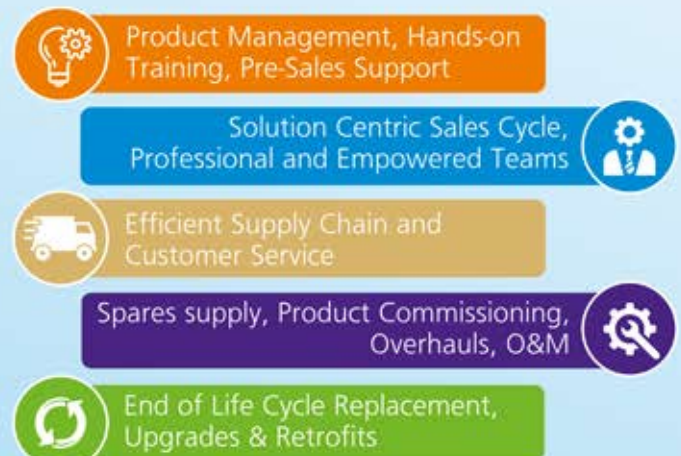 Product Management, Hands-on
Training, Pre-Sales Support
Solution Centric Sales Cycle,
Professional and Empowered Teams
Efficient Supply Chain and
Customer Service
Spares supply, Product Commissioning,
Overhauls, O&M
End of Life Cycle Replacement,
Upgrades & Retrofits